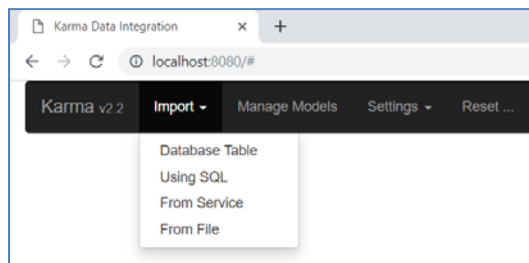 Karma Data Integration
localhost:8080/#
Karma v2.2 Import Manage Models Settings Reset ...
Database Table
Using SQL
From Service
From File